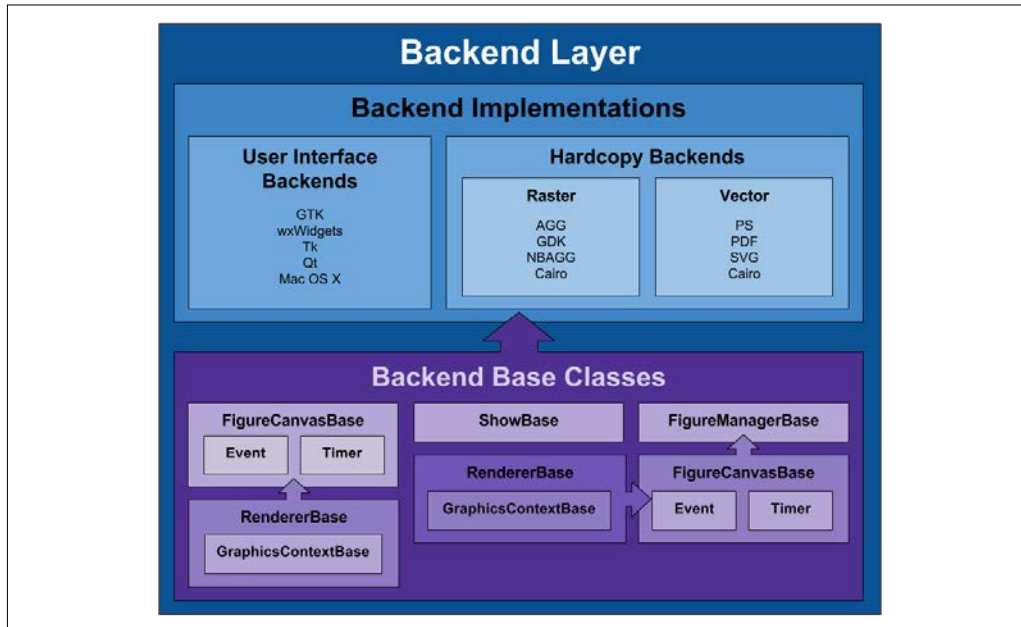 Backend Layer
Backend Implementations
User Interface
Backends
GTK
wxWidgets
Tk
Qt
Mac OS X
Hardcopy Backends
Raster
AGG
GDK
NBAGG
Cairo
Vector
PS
PDF
SVG
Cairo
Backend Base Classes
FigureCanvasBase
Event
Timer
RendererBase
GraphicsContextBase
ShowBase
RendererBase
GraphicsContextBase
FigureManagerBase
FigureCanvasBase
Event
Timer